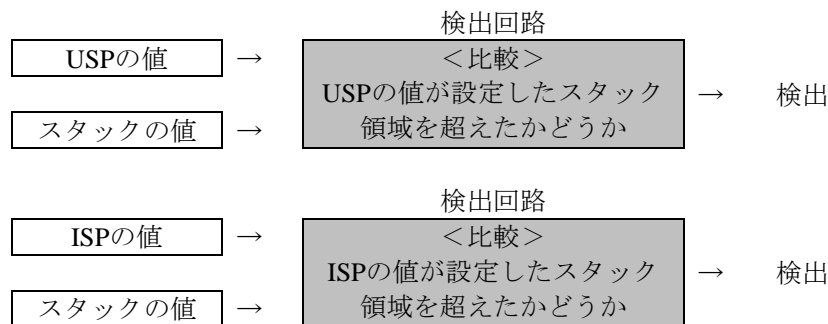 検出回路
USPの値 → ＜比較＞
USPの値が設定したスタック → 検出
スタックの値 → 領域を超えたかどうか
検出回路
ISPの値 → ＜比較＞
ISPの値が設定したスタック → 検出
スタックの値 → 領域を超えたかどうか